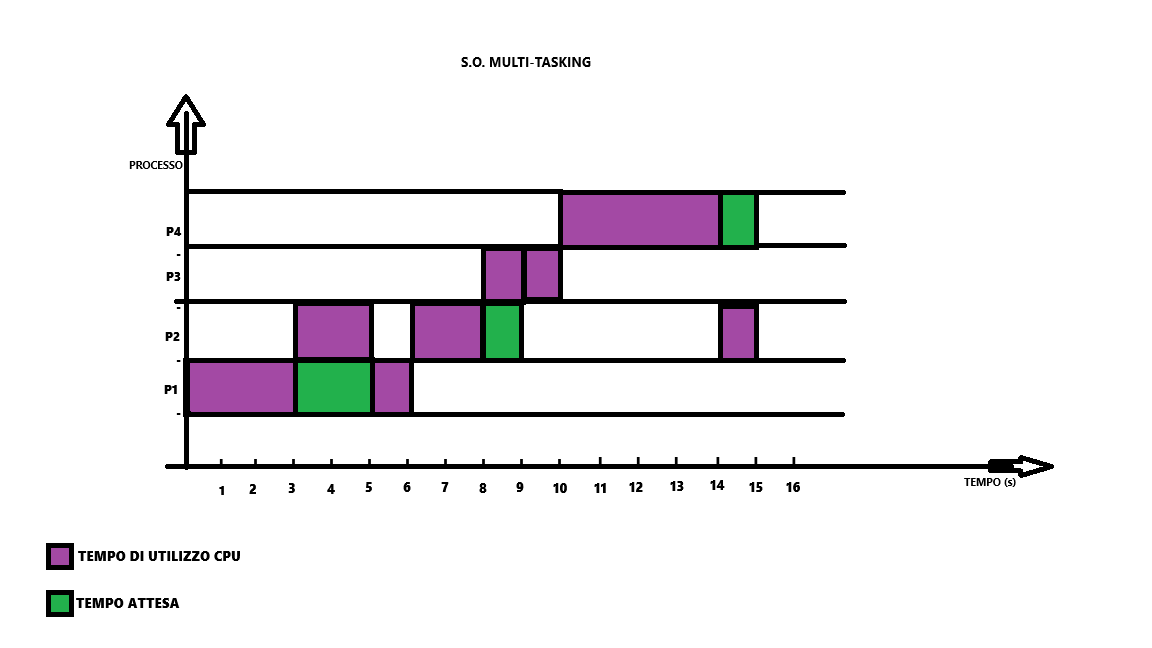 S.O. MULTI-TASKING
PROCESSO
P4
-
P3
-
P2
-
P1
-
1 2 3 4 5 6 7 8 9 10 11 12 13 14 15 16
TEMPO (s)
TEMPO DI UTILIZZO CPU
TEMPO ATTESA